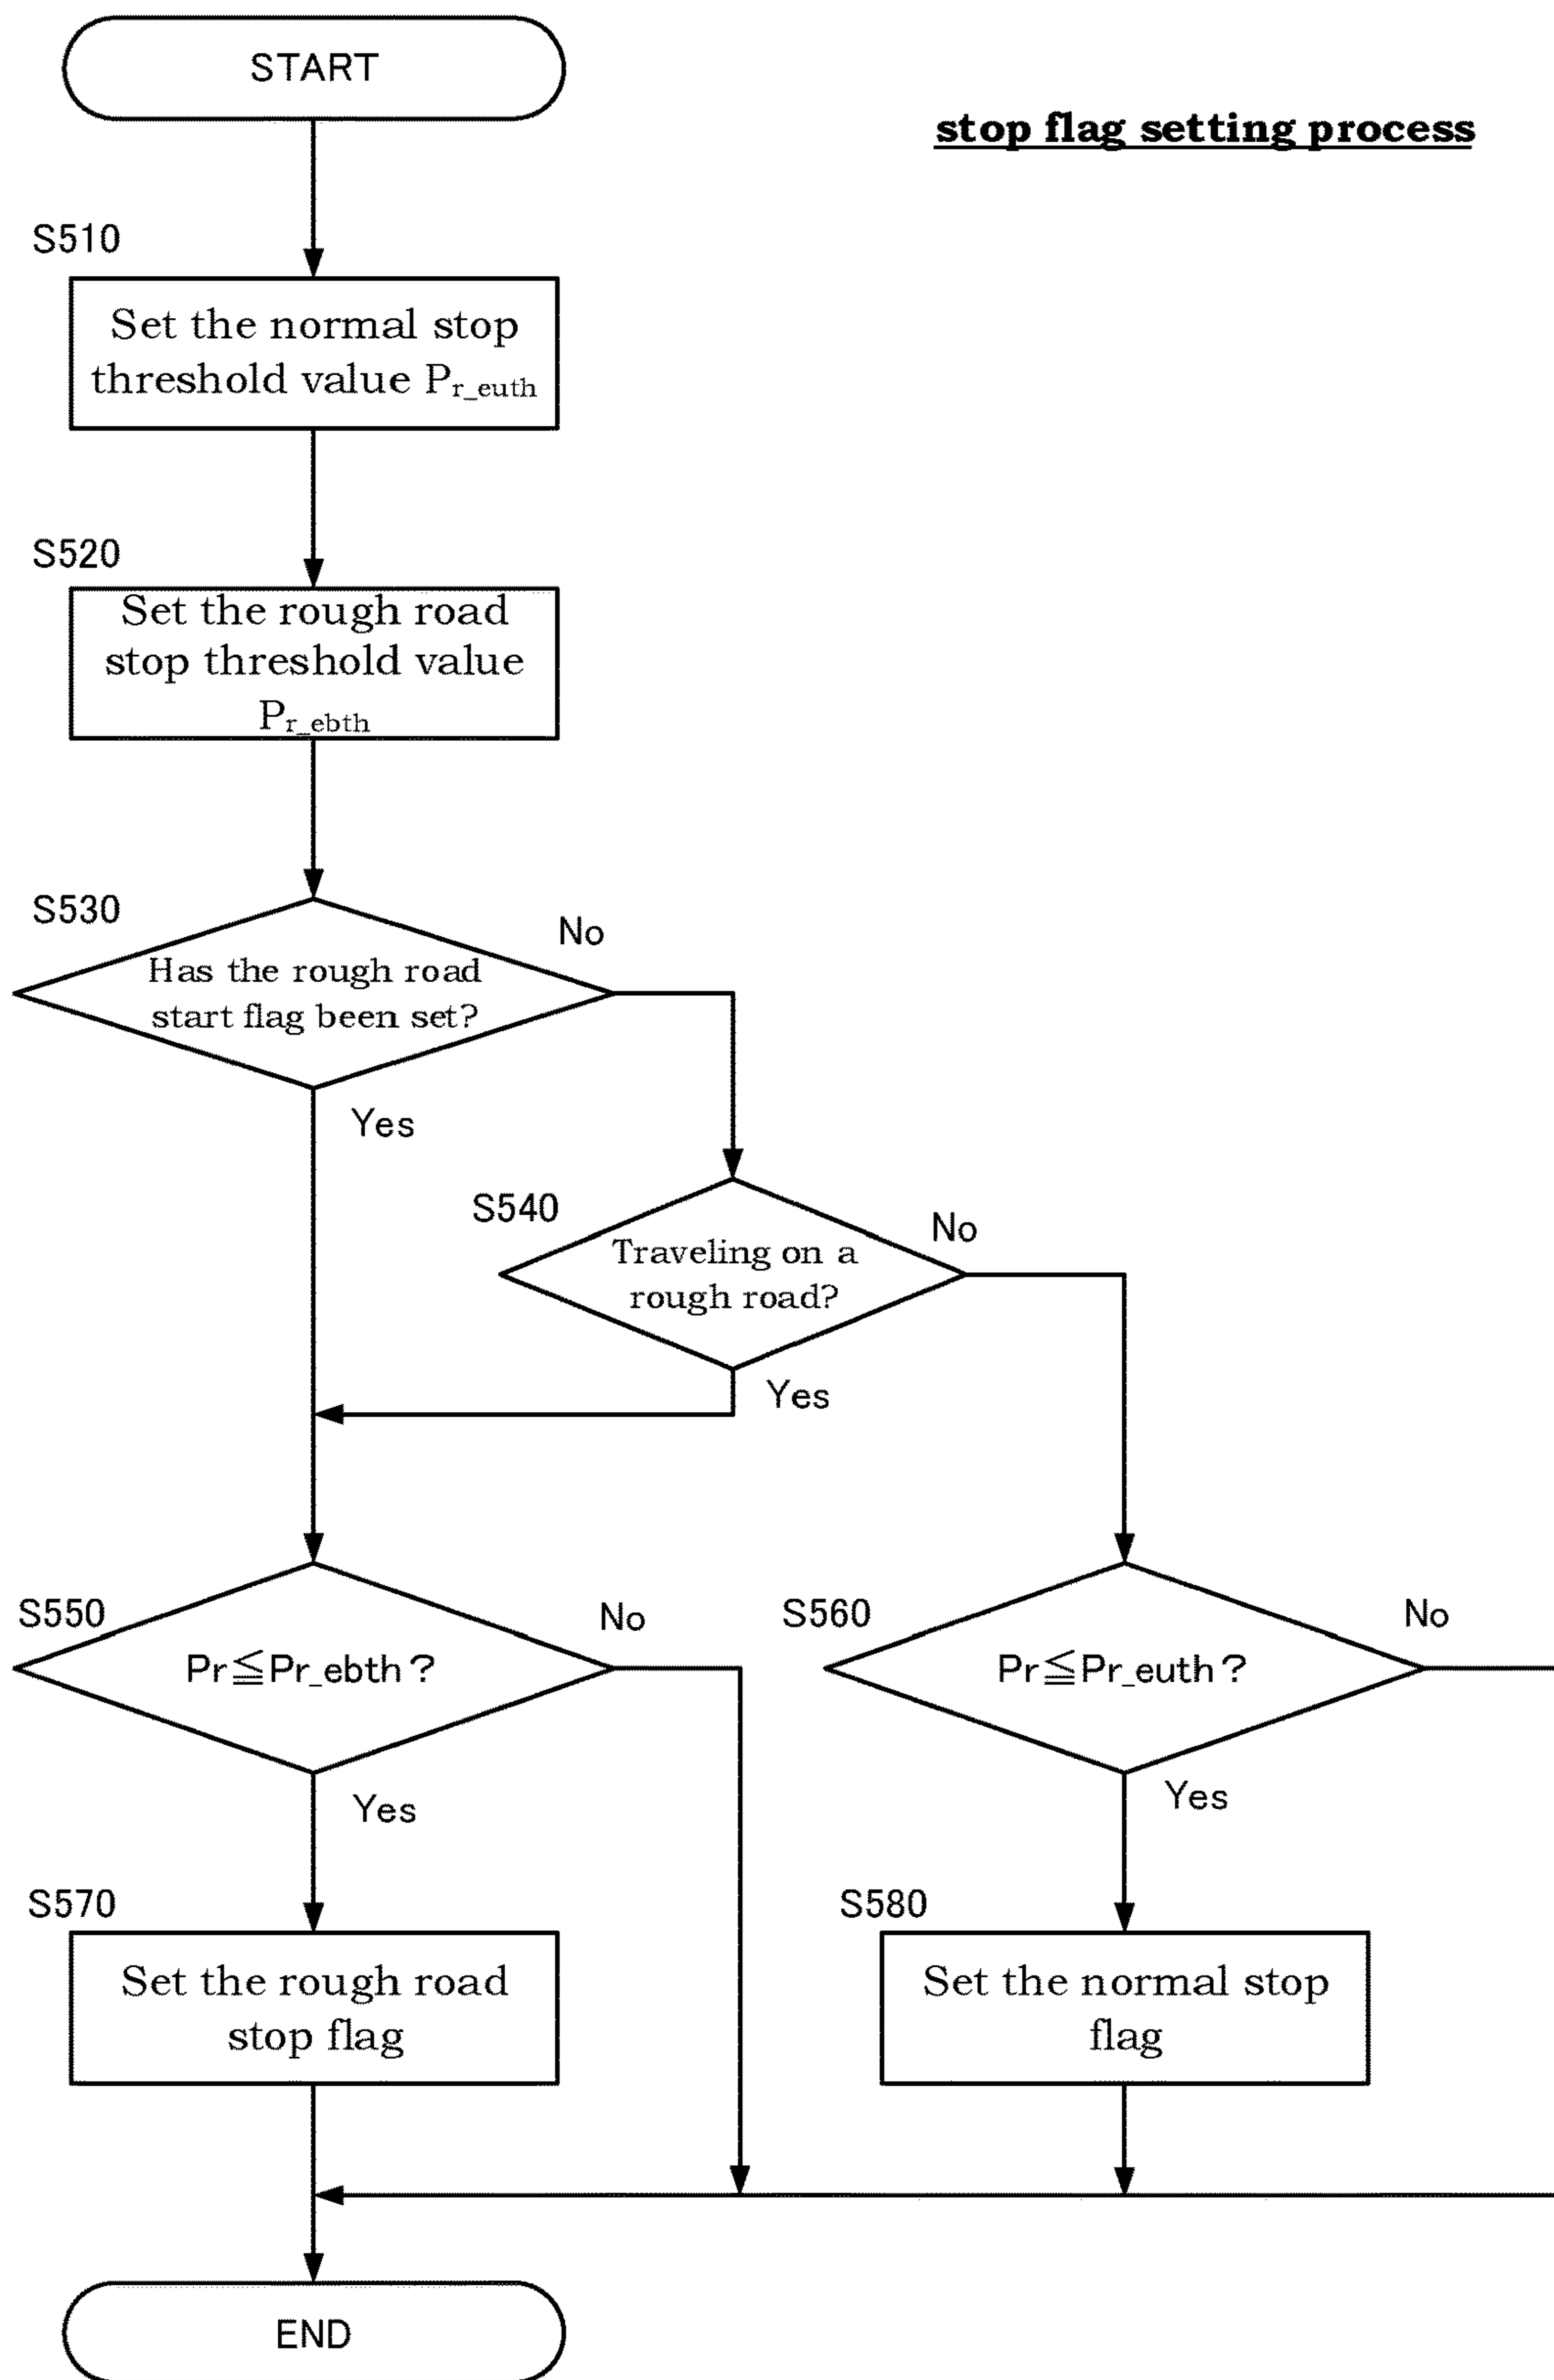 START
stop flag setting process
S510
Set the normal stop
threshold value Pr_euth
S520
Set the rough road
stop threshold value
Pr_ebth
S530
No
Has the rough road
start flag been set?
Yes
S540
No
Traveling on a
rough road?
Yes
S550
No
Pr≦Pr_ebth?
Yes
S560
No
Pr≦Pr_euth?
Yes
S570
Set the rough road
stop flag
S580
Set the normal stop
flag
END